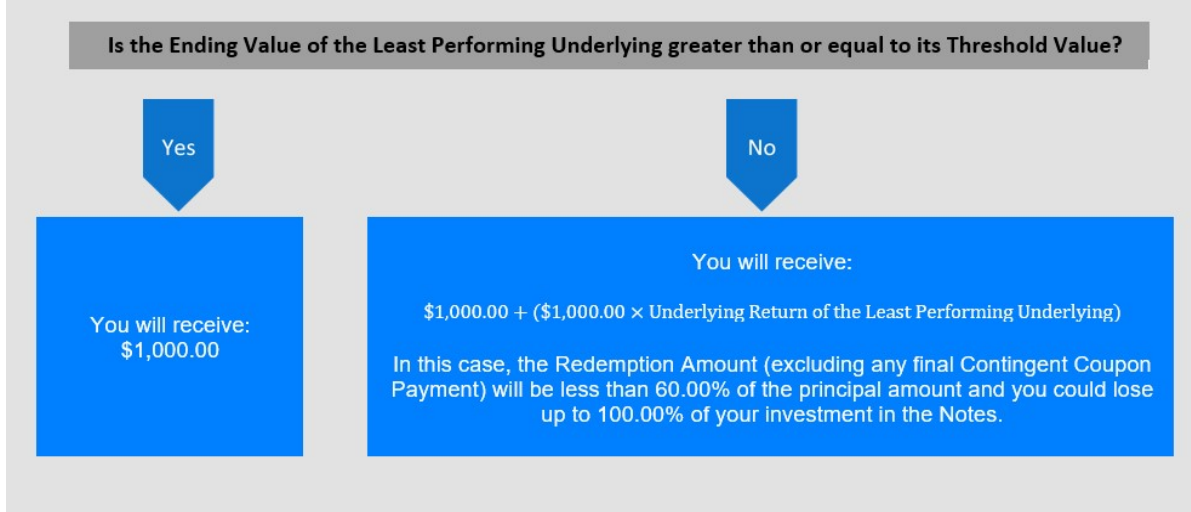 Is the Ending Value of the Least Performing Underlying greater than or equal to its Threshold Value?
Yes
No
You will receive:
$1,000.00
You will receive:
$1,000.00 + ($1,000.00 × Underlying Return of the Least Performing Underlying)
In this case, the Redemption Amount (excluding any final Contingent Coupon
Payment) will be less than 60.00% of the principal amount and you could lose
up to 100.00% of your investment in the Notes.